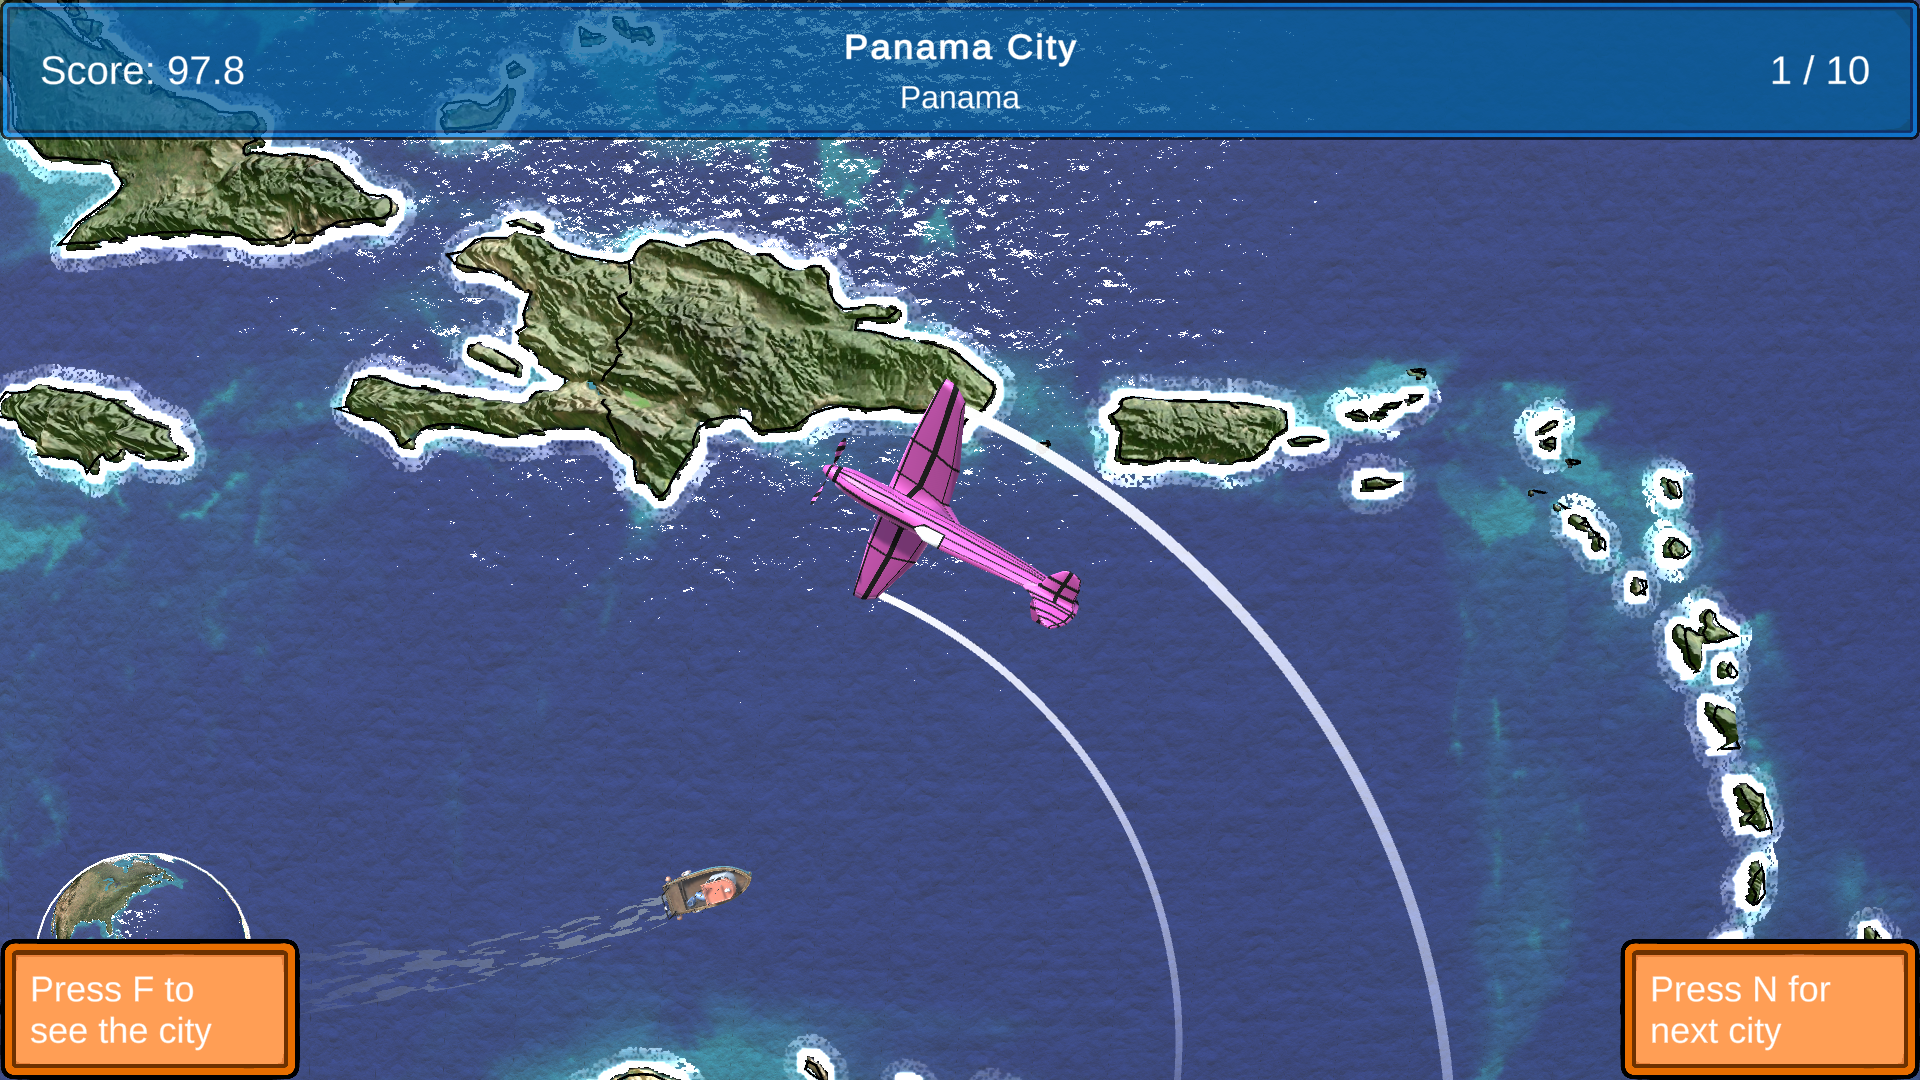 Score: 97.8
Panama City
Panama
1 / 10
Press F to
see the city
Press N for
next city